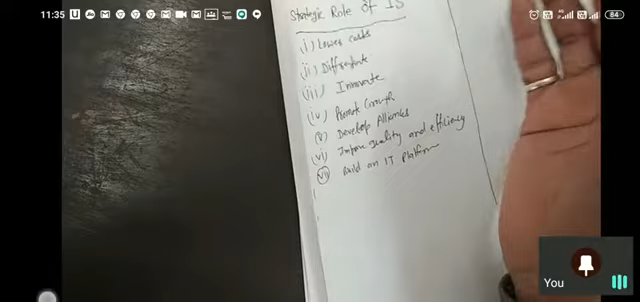 11:35
84
Strategic Role of IS
(i) Lower costs
(ii) Differentiate
(iii) Innovate
(iv) Promote Growth
(v) Develop Alliances
(vi) Improve quality and efficiency
(vi) Build an IT Platform
You